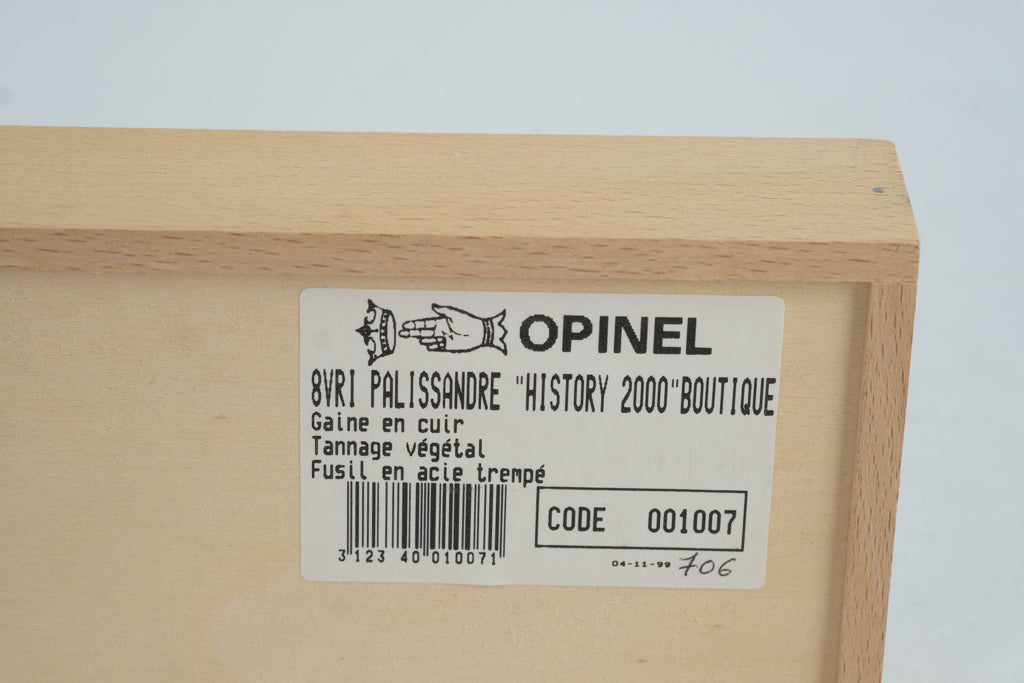 OPINEL
8VRI PALISSANDRE "HISTORY 2000"BOUTIQUE
Gaine en cuir
Tannage végétal
Fusil en acie trempé
CODE 001007
3 123 40 010071
04-11-99 706